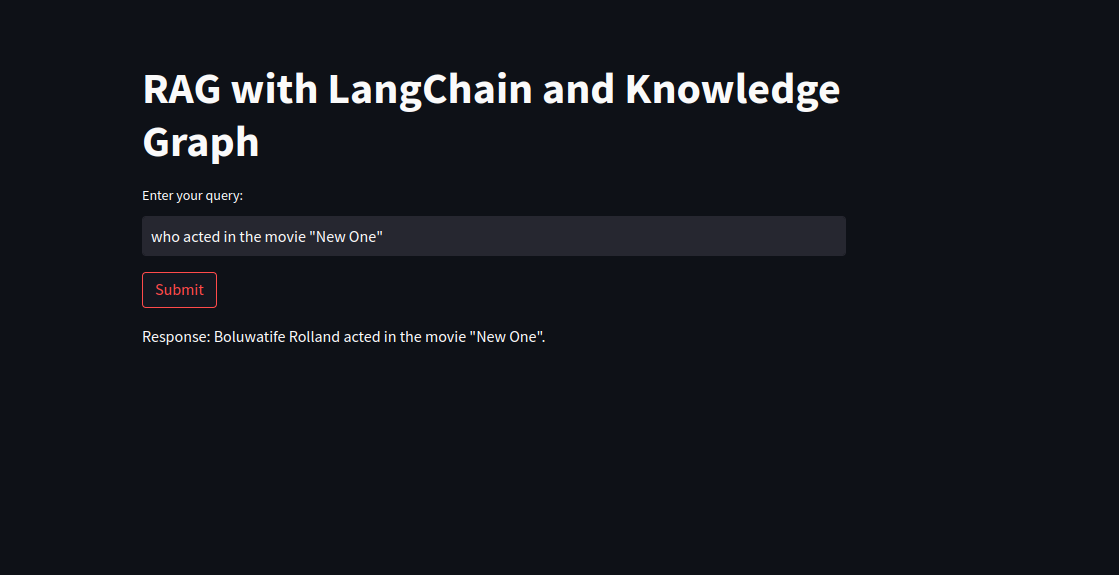 RAG with LangChain and Knowledge
Graph
Enter your query:
who acted in the movie "New One"
Submit
Response: Boluwatife Rolland acted in the movie "New One".